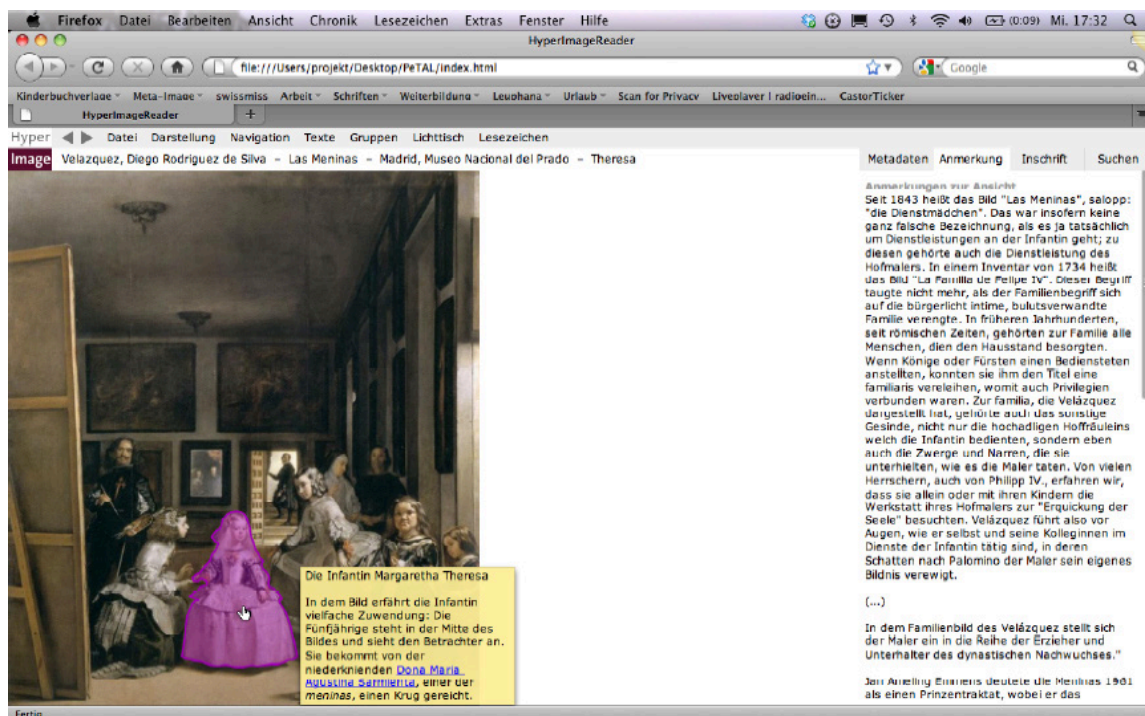 Firefox Datei Bearbeiten Ansicht Chronik Lesezeichen Extras Fenster Hilfe (0:09) Mi. 17:32
HyperImageReader
file:///Users/projekt/Desktop/PeTAL/index.html Google
Kinderbuchverlage Meta-Image swissmiss Arbeit Schriften Weiterbildung Leuphana Urlaub Scan for Privacy Liveplayer | radioein... CastorTicker
HyperImageReader +
Hyper Datei Darstellung Navigation Texte Gruppen Lichttisch Lesezeichen
Image Velazquez, Diego Rodriguez de Silva – Las Meninas – Madrid, Museo Nacional del Prado – Theresa
Metadaten Anmerkung Inschrift Suchen
Anmerkungen zur Ansicht
Seit 1843 heißt das Bild "Las Meninas", salopp:
"die Dienstmädchen". Das war insofern keine
ganz falsche Bezeichnung, als es ja tatsächlich
um Dienstleistungen an der Infantin geht; zu
diesen gehörte auch die Dienstleistung des
Hofmalers. In einem Inventar von 1734 heißt
das Bild "La Familia de Felipe IV". Dieser Begriff
taugte nicht mehr, als der Familienbegriff sich
auf die bürgerlicht intime, bulutsverwandte
Familie verengte. In früheren Jahrhunderten,
seit römischen Zeiten, gehörten zur Familie alle
Menschen, dien den Hausstand besorgten.
Wenn Könige oder Fürsten einen Bediensteten
anstellten, konnten sie ihm den Titel eine
familiaris vereleihen, womit auch Privilegien
verbunden waren. Zur familia, die Velázquez
dargestellt hat, gehörte auch das sonstige
Gesinde, nicht nur die hochadligen Hoffräuleins
welch die Infantin bedienten, sondern eben
auch die Zwerge und Narren, die sie
unterhielten, wie es die Maler taten. Von vielen
Herrschern, auch von Philipp IV., erfahren wir,
dass sie allein oder mit ihren Kindern die
Werkstatt ihres Hofmalers zur "Erquickung der
Seele" besuchten. Velázquez führt also vor
Augen, wie er selbst und seine Kolleginnen im
Dienste der Infantin tätig sind, in deren
Schatten nach Palomino der Maler sein eigenes
Bildnis verewigt.
(...)
In dem Familienbild des Velázquez stellt sich
der Maler ein in die Reihe der Erzieher und
Unterhalter des dynastischen Nachwuchses."
Jan Ameling Emmens deutete die Meninas 1961
als einen Prinzentraktat, wobei er das
Die Infantin Margaretha Theresa
In dem Bild erfährt die Infantin
vielfache Zuwendung: Die
Fünfjährige steht in der Mitte des
Bildes und sieht den Betrachter an.
Sie bekommt von der
niederknienden Dona Maria
Agustina Sarmienta, einer der
meninas, einen Krug gereicht.
Fertig